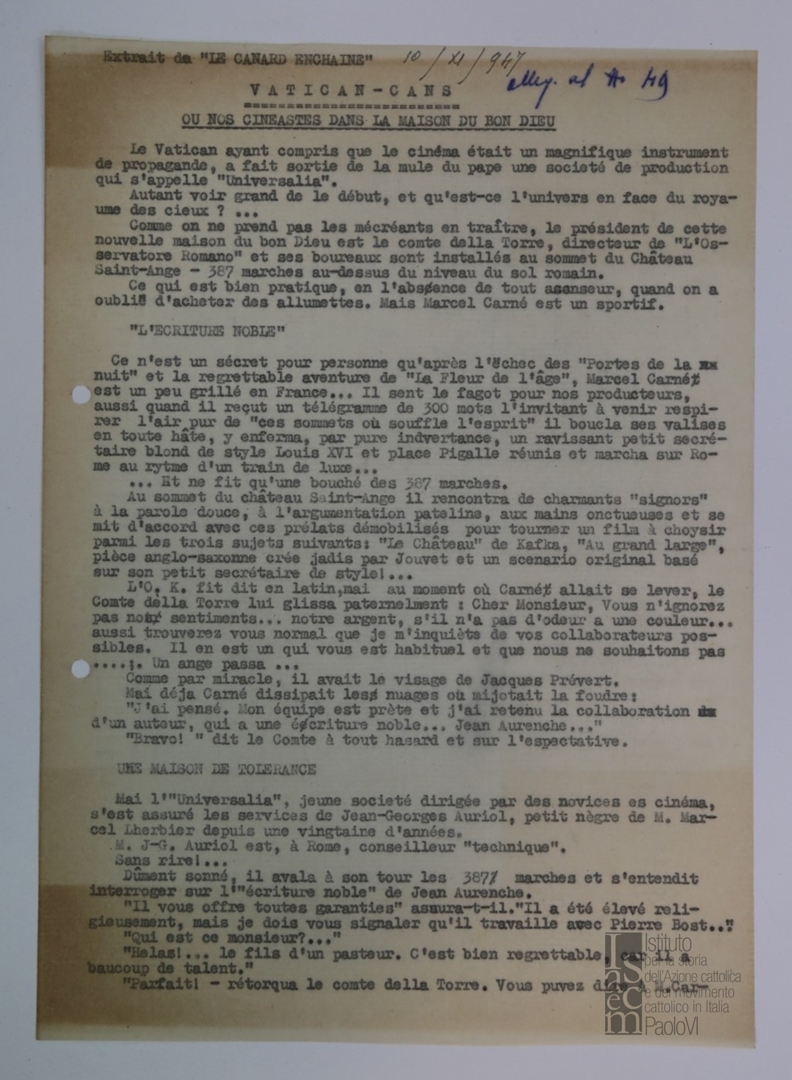 Extrait da "LE CANARD ENCHAINE" 10/XI/947
V A T I C A N - C A N S
OU NOS CINEASTES DANS LA MAISON DU BON DIEU
Le Vatican ayant compris que le cinéma était un magnifique instrument
de propagande, a fait sortie de la mule du pape une societé de production
qui s'appelle "Universalia".
Autant voir grand de le début, et qu'est-ce l'univers en face du roya-
ume des cieux ? ...
Comme on ne prend pas les mécréants en traître, le président de cette
nouvelle maison du bon Dieu est le comte della Torre, directeur de "L'Os-
servatore Romano" et ses boureaux sont installés au sommet du Château
Saint-Ange - 387 marches au-dessus du niveau du sol romain.
Ce qui est bien pratique, en l'absence de tout asenseur, quand on a
oublié d'acheter des allumettes. Mais Marcel Carné est un sportif.
"L'ECRITURE NOBLE"
Ce n'est un sécret pour personne qu'après l'échec des "Portes de la
nuit" et la regrettable aventure de "La Fleur de l'âge", Marcel Carné
est un peu grillé en France... Il sent le fagot pour nos producteurs,
aussi quand il reçut un télégramme de 300 mots l'invitant à venir respi-
rer l'air pur de "ces sommets où souffle l'esprit" il boucla ses valises
en toute hâte, y enferma, par pure indvertance, un ravissant petit secré-
taire blond de style Louis XVI et place Pigalle réunis et marcha sur Ro-
me au rytme d'un train de luxe...
... Et ne fit qu'une bouché des 387 marches.
Au sommet du château Saint-Ange il rencontra de charmants "signors"
à la parole douce, à l'argumentation pateline, aux mains onctueuses et se
mit d'accord avec ces prélats démobilisés pour tourner un film à choysir
parmi les trois sujets suivants: "Le Château" de Kafka, "Au grand large",
pièce anglo-saxonne crée jadis par Jouvet et un scenario original basé
sur son petit secrétaire de style!...
L'O. K. fit dit en latin,mai au moment où Carné allait se lever, le
Comte della Torre lui glissa paternelment : Cher Monsieur, Vous n'ignorez
pas nos sentiments... notre argent, s'il n'a pas d'odeur a une couleur...
aussi trouverez vous normal que je m'inquiète de vos collaborateurs pos-
sibles. Il en est un qui vous est habituel et que nous ne souhaitons pas
....;. Un ange passa ...
Comme par miracle, il avait le visage de Jacques Prévert.
Mai déja Carné dissipait les nuages où mijotait la foudre:
"J'ai pensé. Mon équipe est prète et j'ai retenu la collaboration
d'un auteur, qui a une écriture noble... Jean Aurenche..."
"Bravo! " dit le Comte à tout hasard et sur l'espectative.
UNE MAISON DE TOLERANCE
Mai l'"Universalia", jeune societé dirigée par des novices es cinéma,
s'est assuré les services de Jean-Georges Auriol, petit nègre de M. Mar-
cel Lherbier depuis une vingtaine d'années.
M. J-G. Auriol est, à Rome, conseilleur "technique".
Sans rire!...
Dûment sonné, il avala à son tour les 387 marches et s'entendit
interroger sur l'"écriture noble" de Jean Aurenche.
"Il vous offre toutes garanties" assura-t-il."Il a été élevé reli-
gieusement, mais je dois vous signaler qu'il travaille avec Pierre Bost.."
"Qui est ce monsieur?..."
"Helas!... le fils d'un pasteur. C'est bien regrettable, car il a
beaucoup de talent."
"Parfait! - rétorqua le comte della Torre. Vous puvez dire à M.Car-
Istituto
per la storia
dell'Azione cattolica
e del movimento
cattolico in Italia
PaoloVI